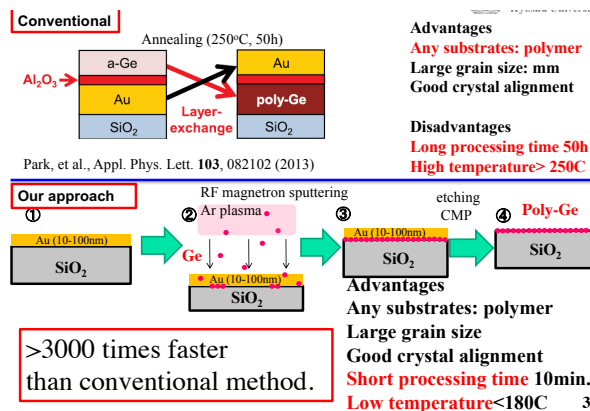 Conventional
Annealing (250°C, 50h)
a-Ge
Al₂O₃
Au
SiO₂
Layer-
exchange
Au
poly-Ge
SiO₂
Advantages
Any substrates: polymer
Large grain size: mm
Good crystal alignment
Disadvantages
Long processing time 50h
High temperature> 250C
Park, et al., Appl. Phys. Lett. 103, 082102 (2013)
Our approach
①
Au (10-100nm)
SiO₂
②
RF magnetron sputtering
Ar plasma
Ge
Au (10-100nm)
SiO₂
③
Au (10-100nm)
SiO₂
etching
CMP
④
Poly-Ge
SiO₂
>3000 times faster
than conventional method.
Advantages
Any substrates: polymer
Large grain size
Good crystal alignment
Short processing time 10min.
Low temperature<180C
3